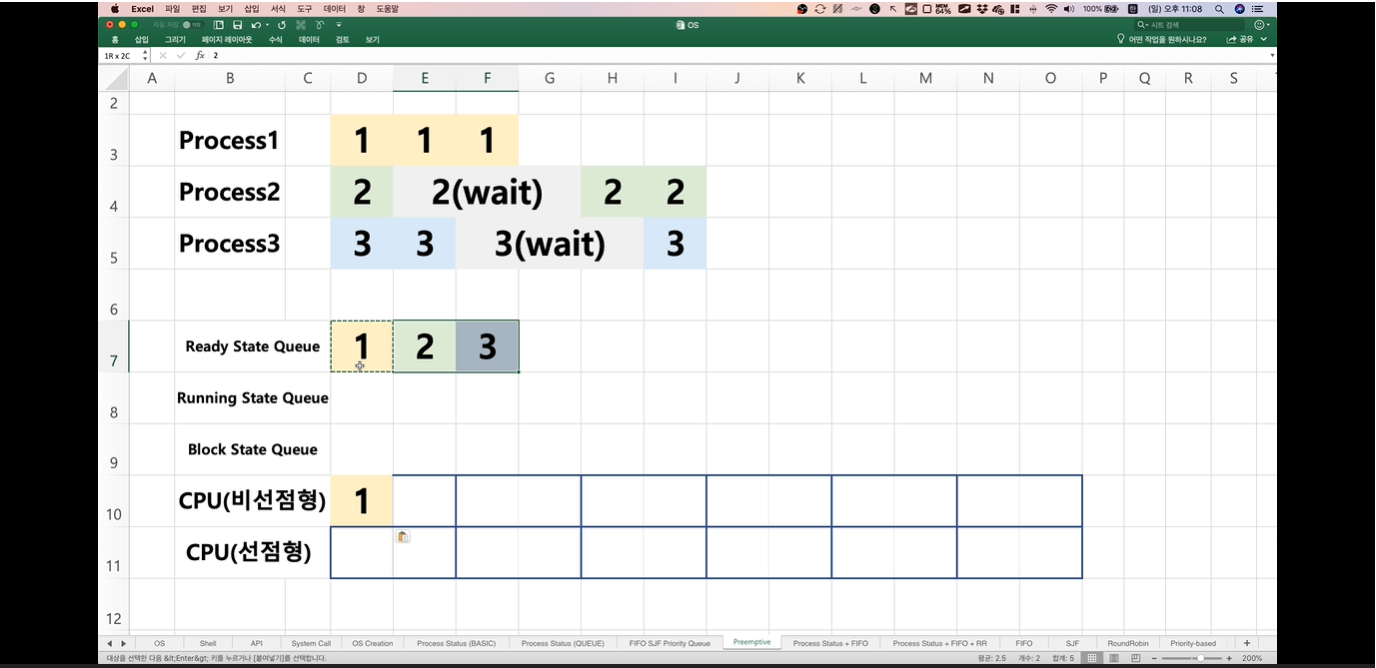 Excel 파일 편집 보기 삽입 서식 도구 데이터 창 도움말 100% (일) 오후 11:08
OS 시트 검색
홈 삽입 그리기 페이지 레이아웃 수식 데이터 검토 보기 어떤 작업을 원하시나요? 공유
1R x 2C fx 2
A B C D E F G H I J K L M N O P Q R S
2
3 Process1 1 1 1
4 Process2 2 2(wait) 2 2
5 Process3 3 3 3(wait) 3
6
7 Ready State Queue 1 2 3
8 Running State Queue
9 Block State Queue
10 CPU(비선점형) 1
11 CPU(선점형)
12
OS Shell API System Call OS Creation Process Status (BASIC) Process Status (QUEUE) FIFO SJF Priority Queue Preemptive Process Status + FIFO Process Status + FIFO + RR FIFO SJF RoundRobin Priority-based +
대상을 선택한 다음 &lt;Enter&gt; 키를 누르거나 [붙여넣기]를 선택합니다. 평균: 2.5 개수: 2 합계: 5 200%